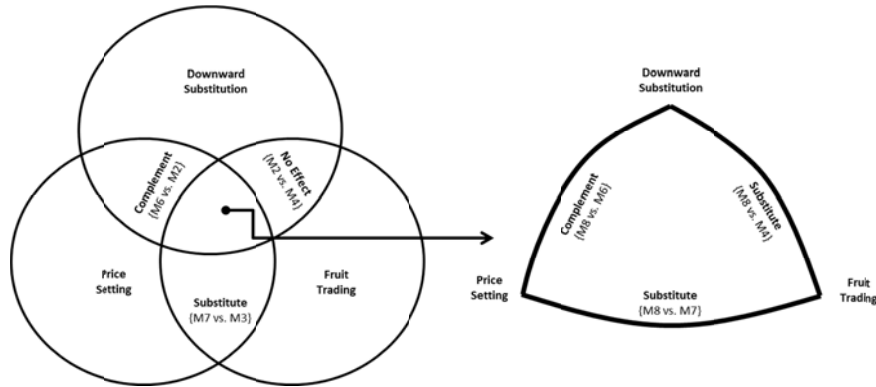 Downward
Substitution
Complement
{M6 vs. M2}
No Effect
{M2 vs. M4}
Price
Setting
Fruit
Trading
Substitute
{M7 vs. M3}
Downward
Substitution
Complement
{M8 vs. M6}
Substitute
{M8 vs. M4}
Price
Setting
Fruit
Trading
Substitute
{M8 vs. M7}